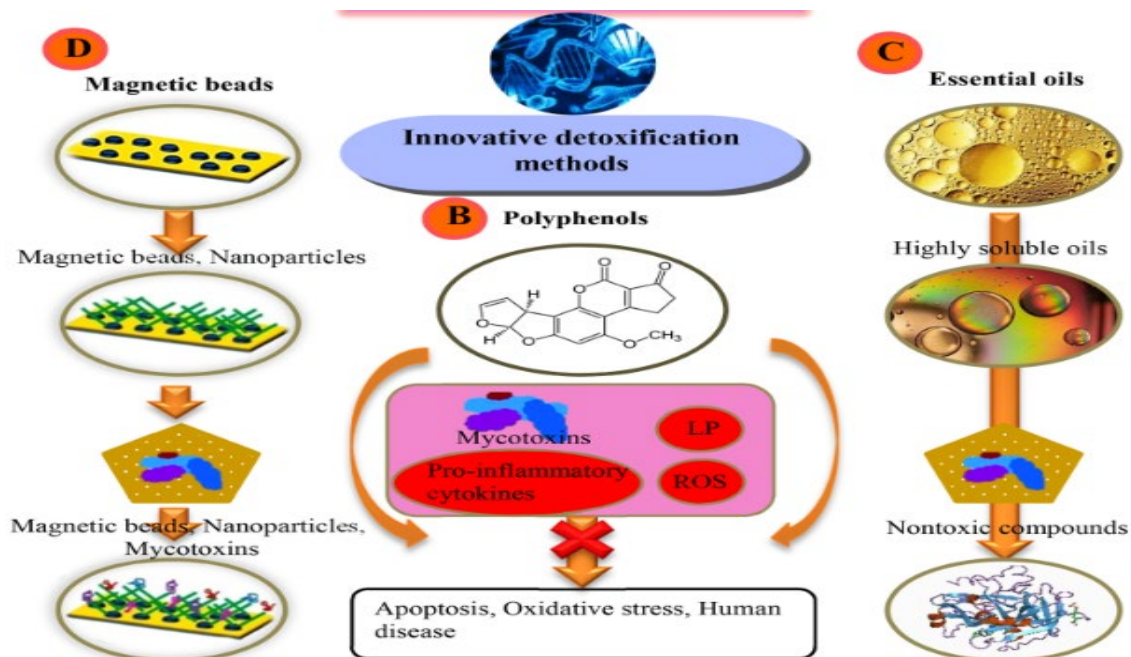 D
Magnetic beads
Magnetic beads, Nanoparticles
Magnetic beads, Nanoparticles,
Mycotoxins
Innovative detoxification
methods
B
Polyphenols
O
O
O
H
O
H
O
O
CH₃
Mycotoxins
LP
Pro-inflammatory
cytokines
ROS
Apoptosis, Oxidative stress, Human
disease
C
Essential oils
Highly soluble oils
Nontoxic compounds